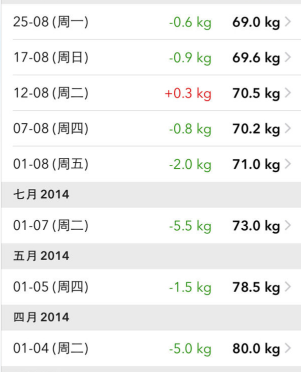 25-08 (周一) -0.6 kg 69.0 kg
17-08 (周日) -0.9 kg 69.6 kg
12-08 (周二) +0.3 kg 70.5 kg
07-08 (周四) -0.8 kg 70.2 kg
01-08 (周五) -2.0 kg 71.0 kg
七月 2014
01-07 (周二) -5.5 kg 73.0 kg
五月 2014
01-05 (周四) -1.5 kg 78.5 kg
四月 2014
01-04 (周二) -5.0 kg 80.0 kg